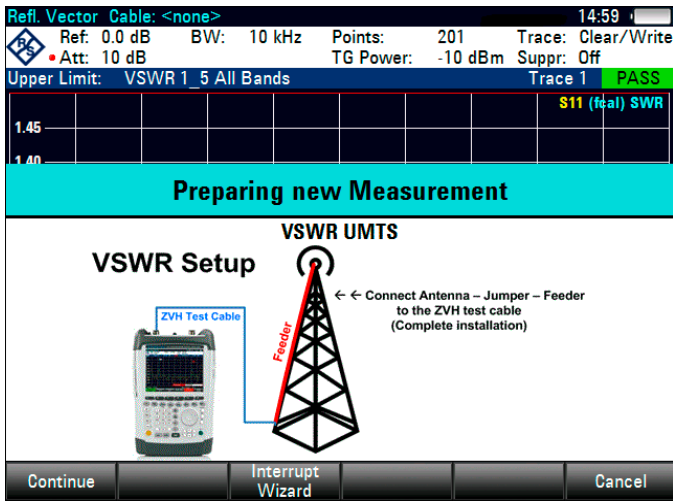 Refl. Vector Cable: <none> 14:59
Ref: 0.0 dB BW: 10 kHz Points: 201 Trace: Clear/Write
Att: 10 dB TG Power: -10 dBm Suppr: Off
Upper Limit: VSWR 1_5 All Bands Trace 1 PASS
S11 (fcal) SWR
1.45
1.40
Preparing new Measurement
VSWR UMTS
VSWR Setup
← ← Connect Antenna – Jumper – Feeder
to the ZVH test cable
(Complete installation)
ZVH Test Cable
Feeder
Continue Interrupt Wizard Cancel